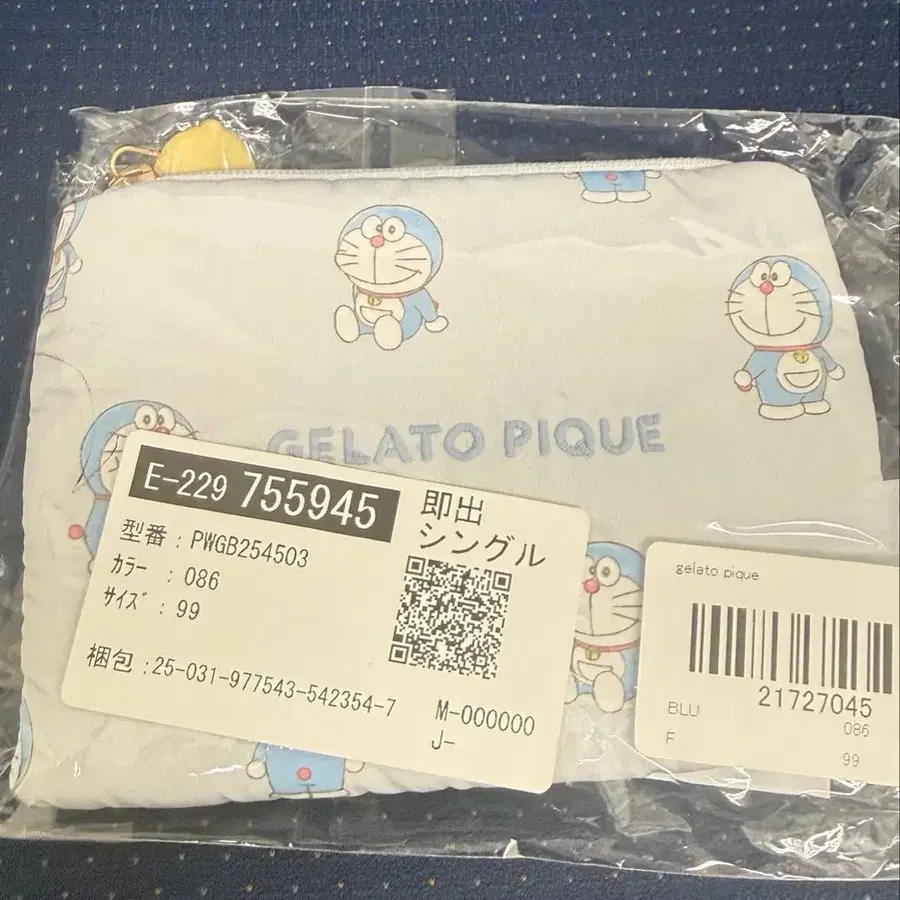 GELATO PIQUE
E-229 755945
即出
シングル
型番 : PWGB254503
カラー : 086
サイズ : 99
梱包 : 25-031-977543-542354-7
M-000000
J-
gelato pique
21727045
BLU 086
F 99